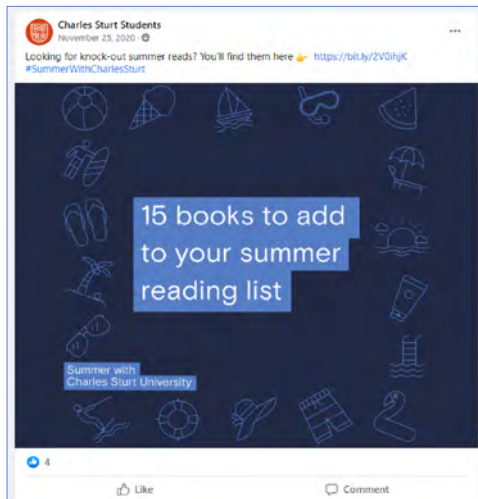 Charles Sturt Students
November 25, 2020 ·
Looking for knock-out summer reads? You'll find them here 👉 https://bit.ly/2V0ihjK
#SummerWithCharlesSturt
15 books to add
to your summer
reading list
Summer with
Charles Sturt University
4
Like Comment